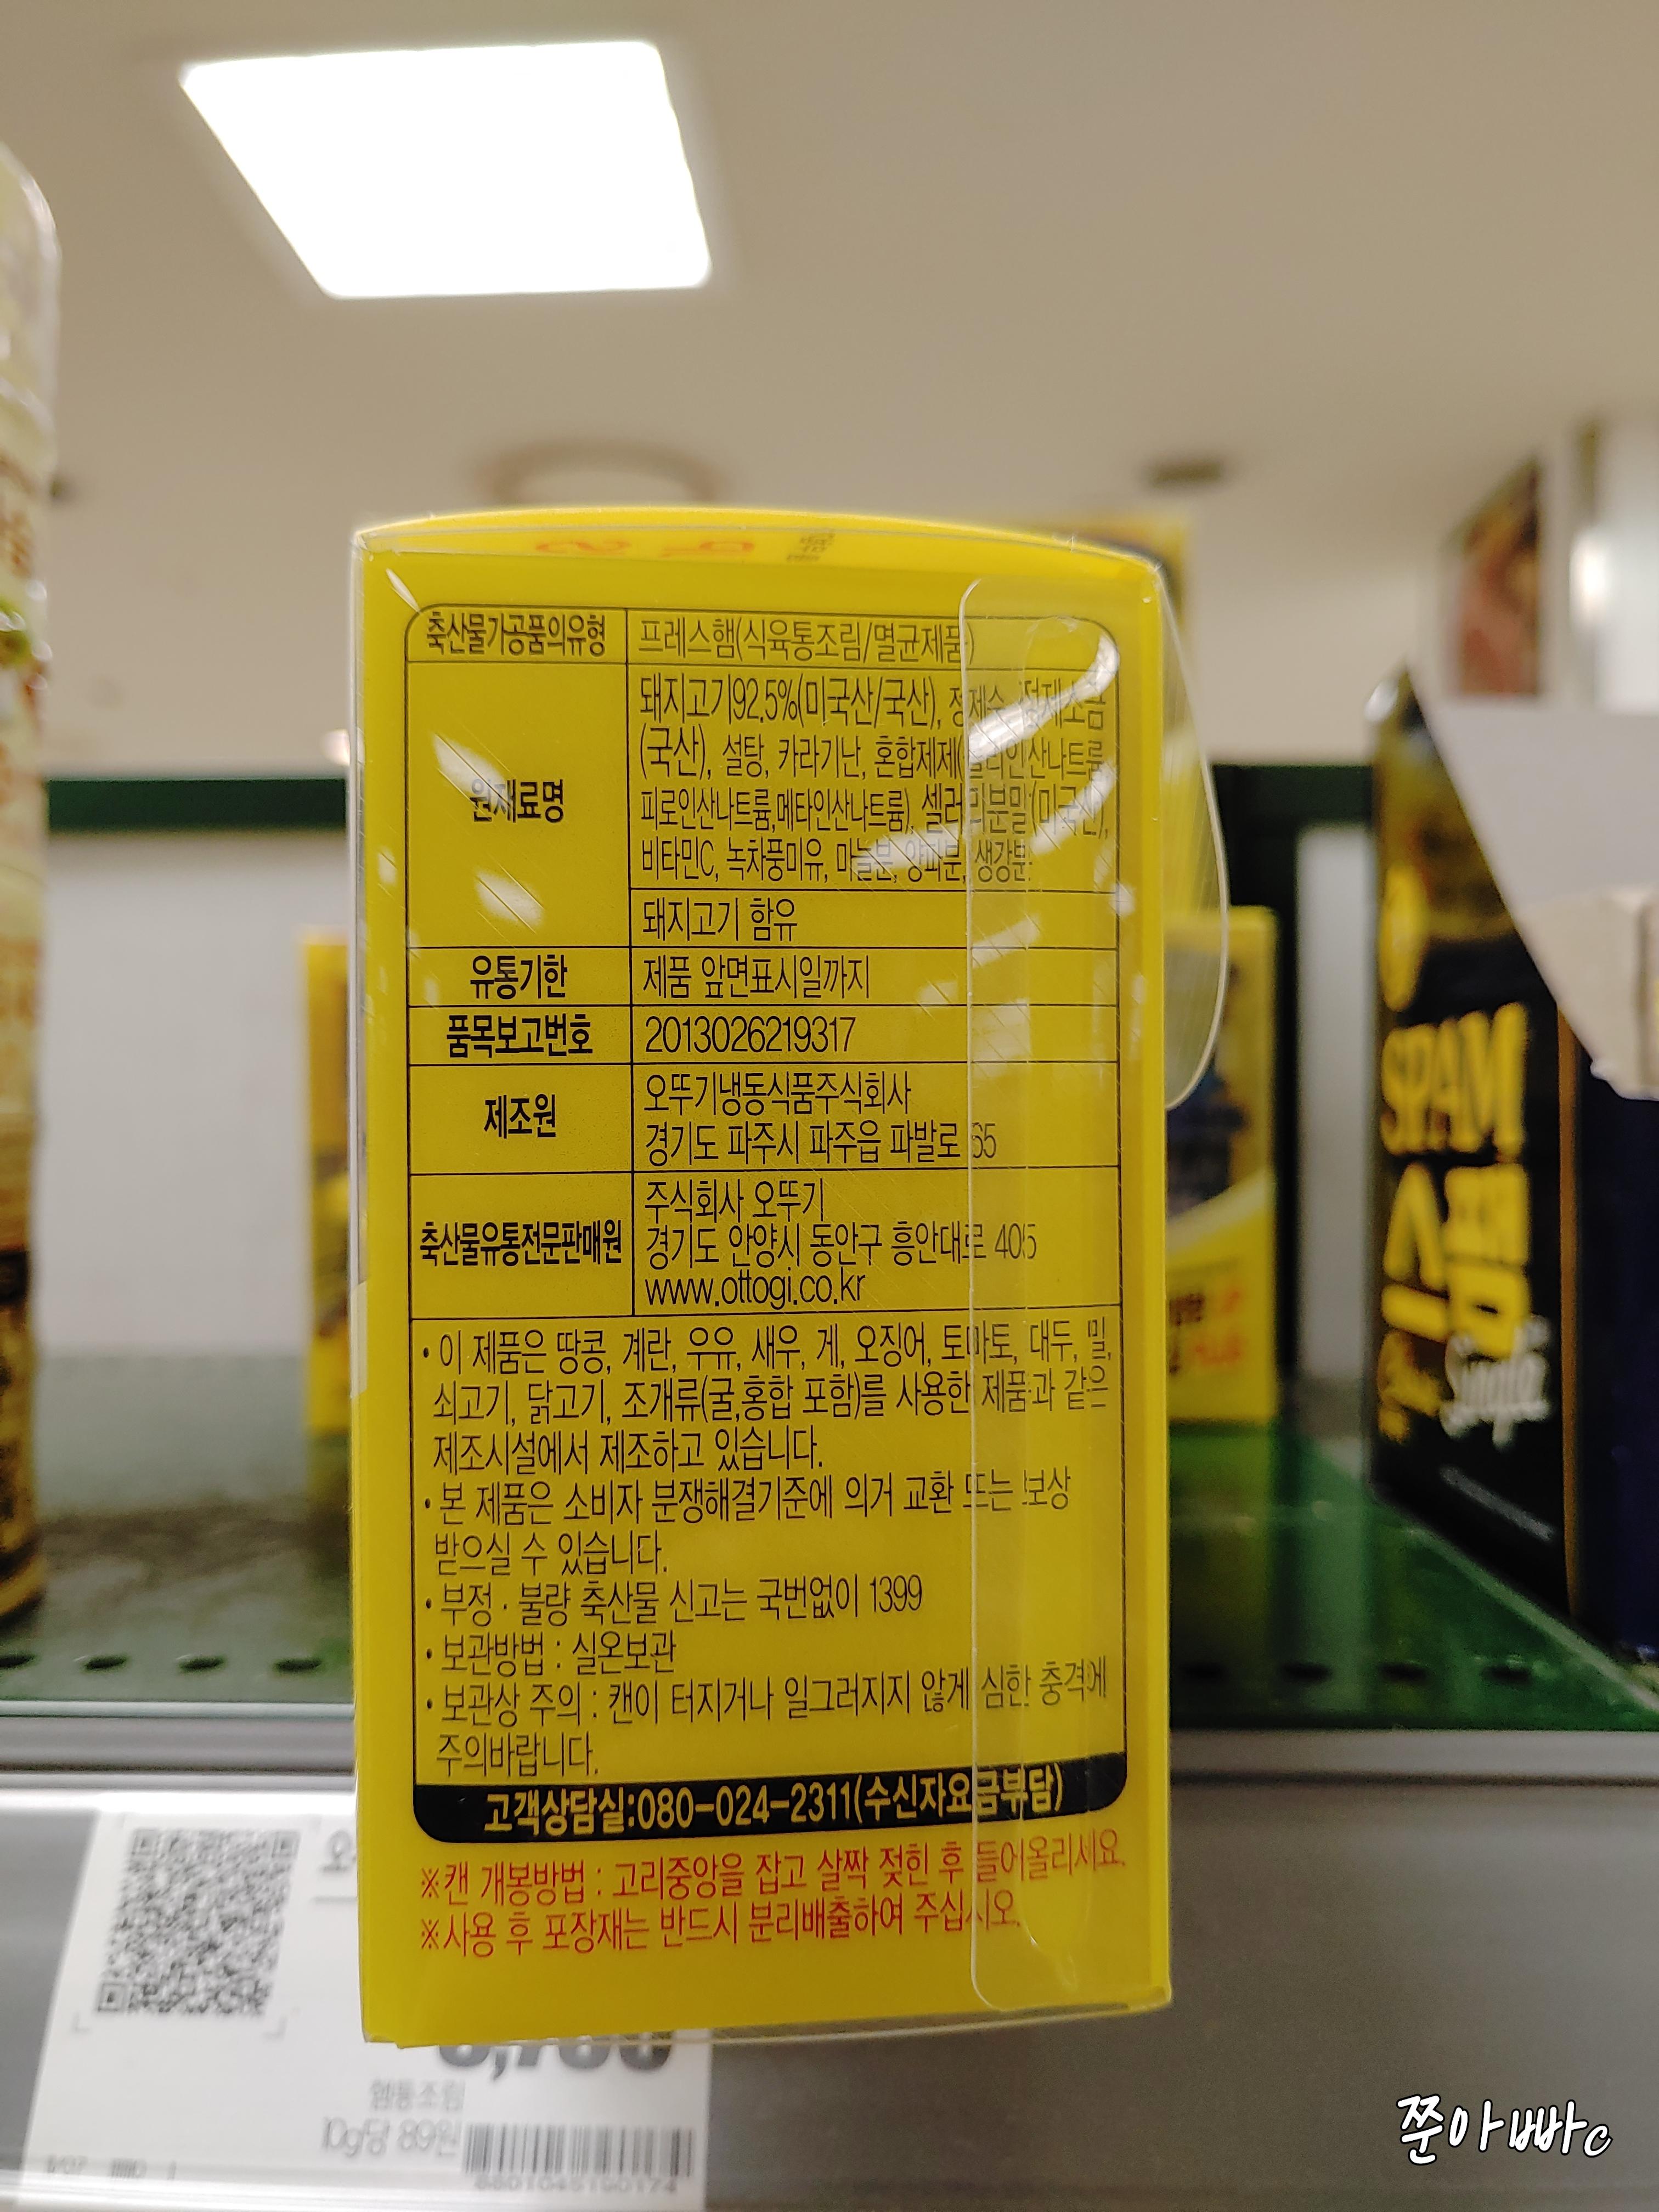 축산물가공품의유형
프레스햄(식육통조림/멸균제품)
원재료명
돼지고기92.5%(미국산/국산), 정제수, 정제소금
(국산), 설탕, 카라기난, 혼합제제(폴리인산나트륨,
피로인산나트륨,메타인산나트륨), 셀러리분말(미국산),
비타민C, 녹차풍미유, 마늘분, 양파분, 생강분
돼지고기 함유
유통기한
제품 앞면표시일까지
품목보고번호
2013026219317
제조원
오뚜기냉동식품주식회사
경기도 파주시 파주읍 파발로 65
축산물유통전문판매원
주식회사 오뚜기
경기도 안양시 동안구 흥안대로 405
www.ottogi.co.kr
• 이 제품은 땅콩, 계란, 우유, 새우, 게, 오징어, 토마토, 대두, 밀,
쇠고기, 닭고기, 조개류(굴,홍합 포함)를 사용한 제품과 같은
제조시설에서 제조하고 있습니다.
• 본 제품은 소비자 분쟁해결기준에 의거 교환 또는 보상
받으실 수 있습니다.
• 부정 · 불량 축산물 신고는 국번없이 1399
• 보관방법 : 실온보관
• 보관상 주의 : 캔이 터지거나 일그러지지 않게 심한 충격에
주의바랍니다.
고객상담실:080-024-2311(수신자요금부담)
※캔 개봉방법 : 고리중앙을 잡고 살짝 젖힌 후 들어올리세요.
※사용 후 포장재는 반드시 분리배출하여 주십시오.
SPAM
스팸
Single
햄통조림
10g당 89원
쭌아빠c